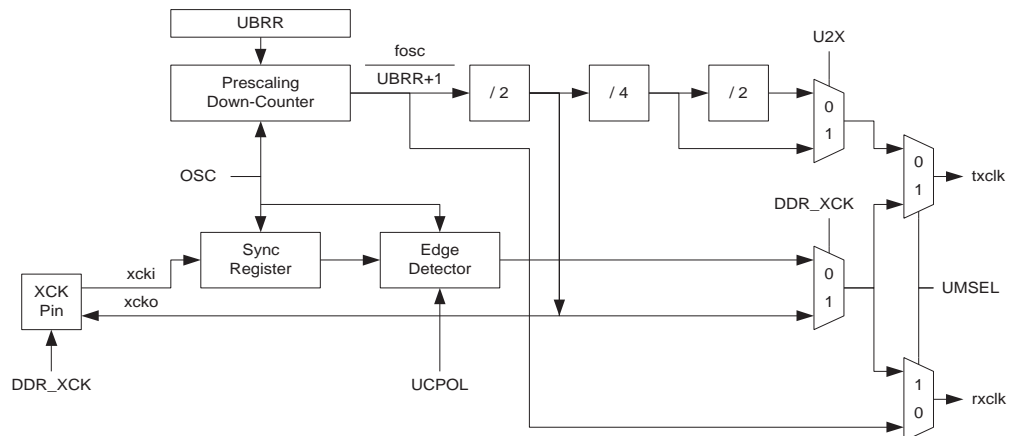 UBRR
U2X
fosc
UBRR+1
Prescaling
Down-Counter
/ 2
/ 4
/ 2
0
1
OSC
0
1
txclk
DDR_XCK
Sync
Register
Edge
Detector
xcki
xcko
XCK
Pin
0
1
UMSEL
DDR_XCK
UCPOL
1
0
rxclk